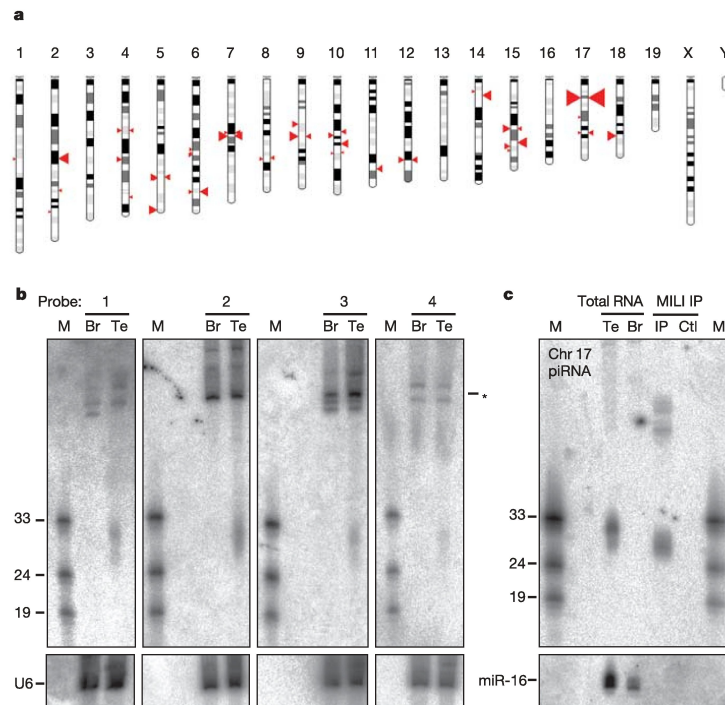 a
1 2 3 4 5 6 7 8 9 10 11 12 13 14 15 16 17 18 19 X Y
b Probe: 1 2 3 4
M Br Te M Br Te M Br Te M Br Te
*
33
24
19
U6
c Total RNA MILI IP
M Te Br IP Ctl M
Chr 17
piRNA
33
24
19
miR-16